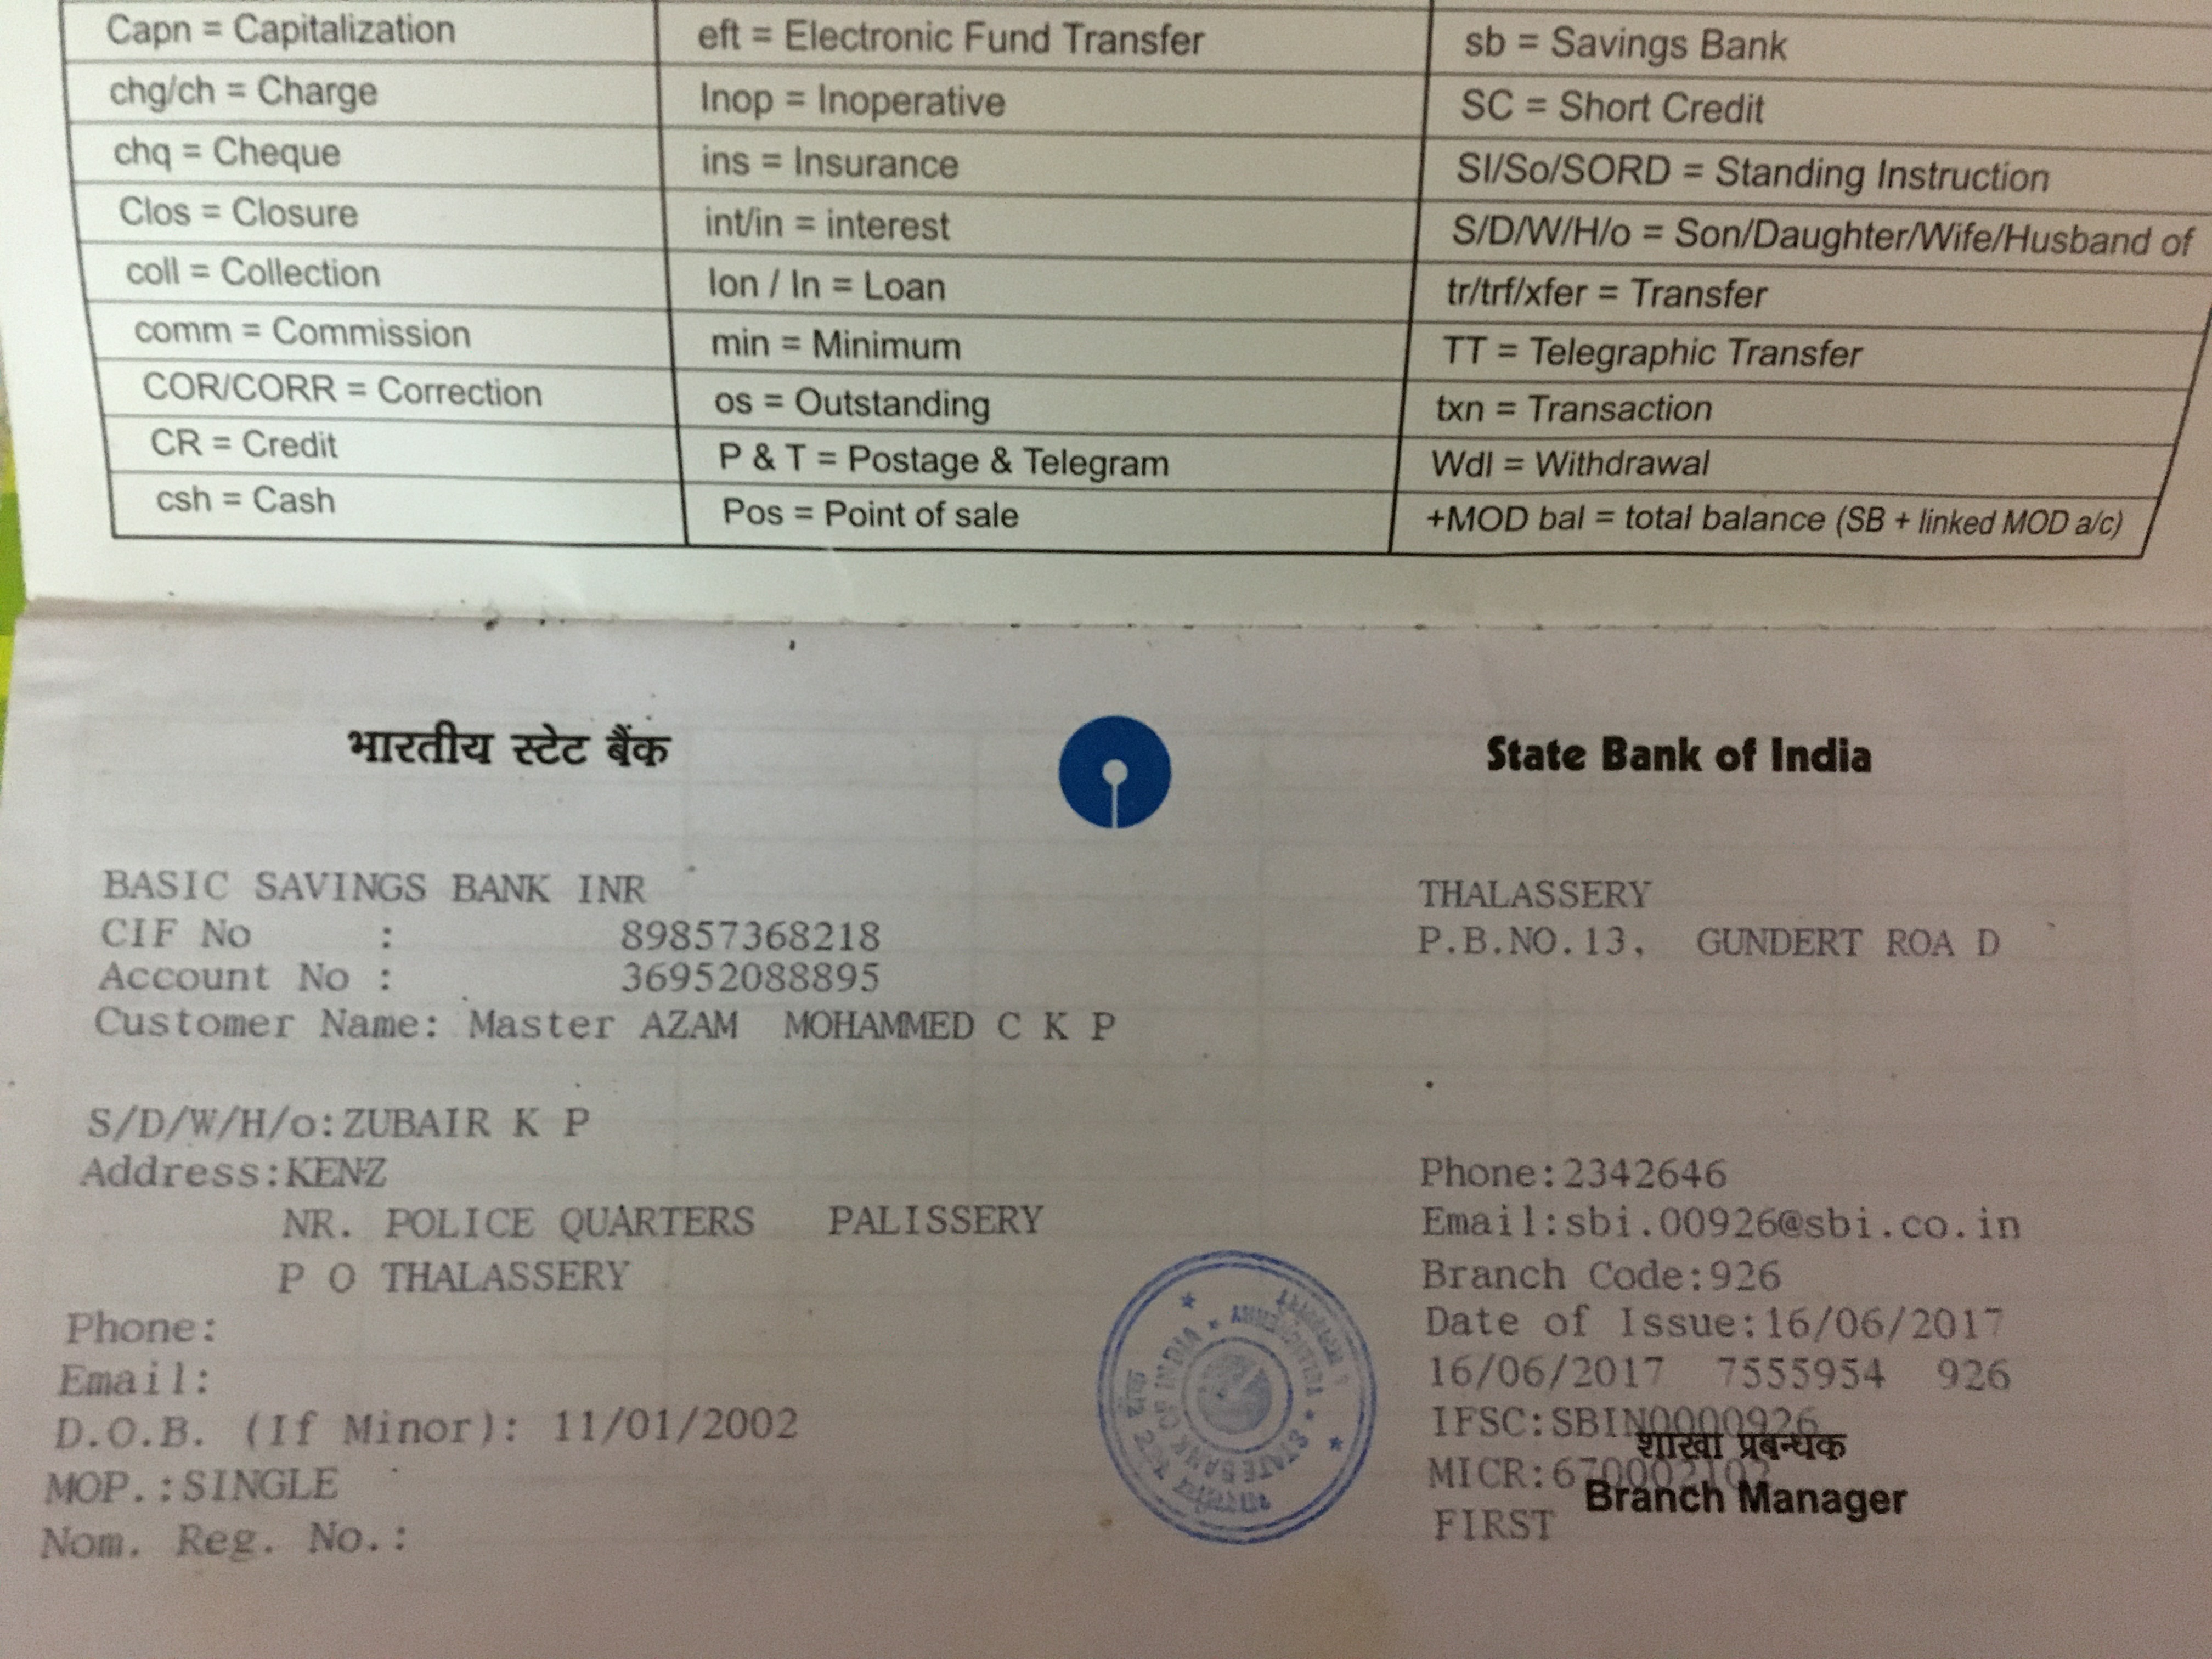 Capn = Capitalization eft = Electronic Fund Transfer sb = Savings Bank
chg/ch = Charge Inop = Inoperative SC = Short Credit
chq = Cheque ins = Insurance SI/So/SORD = Standing Instruction
Clos = Closure int/in = interest S/D/W/H/o = Son/Daughter/Wife/Husband of
coll = Collection lon / ln = Loan tr/trf/xfer = Transfer
comm = Commission min = Minimum TT = Telegraphic Transfer
COR/CORR = Correction os = Outstanding txn = Transaction
CR = Credit P & T = Postage & Telegram Wdl = Withdrawal
csh = Cash Pos = Point of sale +MOD bal = total balance (SB + linked MOD a/c)
भारतीय स्टेट बैंक State Bank of India
BASIC SAVINGS BANK INR THALASSERY
CIF No : 89857368218 P.B.NO.13, GUNDERT ROA D
Account No : 36952088895
Customer Name: Master AZAM MOHAMMED C K P
S/D/W/H/o:ZUBAIR K P
Address:KENZ Phone:2342646
NR. POLICE QUARTERS PALISSERY Email:sbi.00926@sbi.co.in
P O THALASSERY Branch Code:926
Phone: Date of Issue:16/06/2017
Email: 16/06/2017 7555954 926
D.O.B. (If Minor): 11/01/2002 IFSC:SBIN0000926
शाखा प्रबन्धक
MOP.:SINGLE MICR:670002102
Branch Manager
Nom. Reg. No.: FIRST
भारतीय स्टेट बैंक
STATE BANK OF INDIA